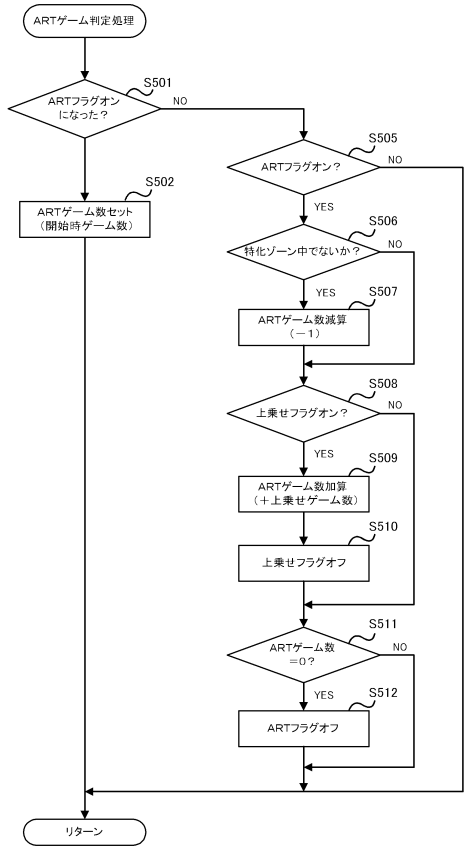 ARTゲーム判定処理
S501
ARTフラグオン
になった？
NO
S502
ARTゲーム数セット
（開始時ゲーム数）
S505
ARTフラグオン？
NO
YES
S506
特化ゾーン中でないか？
NO
YES
S507
ARTゲーム数減算
（－1）
S508
上乗せフラグオン？
NO
YES
S509
ARTゲーム数加算
（＋上乗せゲーム数）
S510
上乗せフラグオフ
S511
ARTゲーム数
＝0？
NO
YES
S512
ARTフラグオフ
リターン